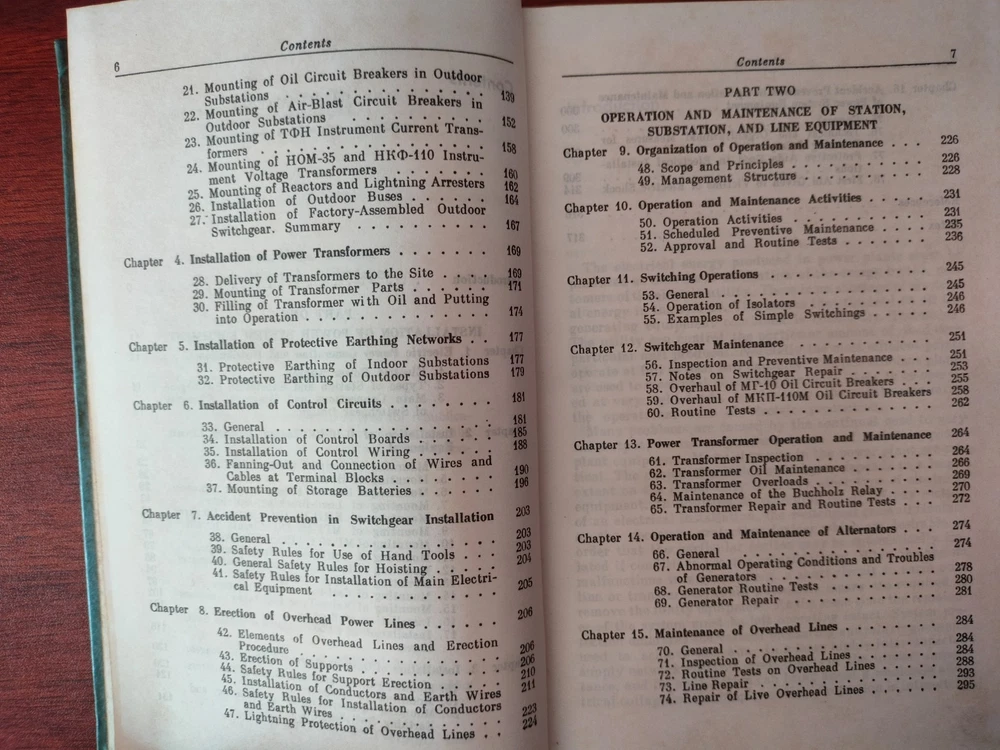 6 Contents
21. Mounting of Oil Circuit Breakers in Outdoor
Substations . . . . . . . . . . . . 139
22. Mounting of Air-Blast Circuit Breakers in
Outdoor Substations . . . . . . . . 152
23. Mounting of ТФН Instrument Current Trans-
formers . . . . . . . . . . . . . . 158
24. Mounting of НОМ-35 and НКФ-110 Instru-
ment Voltage Transformers . . . . . . 160
25. Mounting of Reactors and Lightning Arresters 162
26. Installation of Outdoor Buses . . . . . . 164
27. Installation of Factory-Assembled Outdoor
Switchgear. Summary . . . . . . . . 167
Chapter 4. Installation of Power Transformers . . . . . . . 169
28. Delivery of Transformers to the Site . . . . 169
29. Mounting of Transformer Parts . . . . . 171
30. Filling of Transformer with Oil and Putting
into Operation . . . . . . . . . . . 174
Chapter 5. Installation of Protective Earthing Networks . . 177
31. Protective Earthing of Indoor Substations 177
32. Protective Earthing of Outdoor Substations 179
Chapter 6. Installation of Control Circuits . . . . . . . . 181
33. General . . . . . . . . . . . . . . 181
34. Installation of Control Boards . . . . . . 185
35. Installation of Control Wiring . . . . . . 188
36. Fanning-Out and Connection of Wires and
Cables at Terminal Blocks . . . . . . . 190
37. Mounting of Storage Batteries . . . . . . 196
Chapter 7. Accident Prevention in Switchgear Installation 203
38. General . . . . . . . . . . . . . . 203
39. Safety Rules for Use of Hand Tools . . . 203
40. General Safety Rules for Hoisting . . . . . 204
41. Safety Rules for Installation of Main Electri-
cal Equipment . . . . . . . . . . . 205
Chapter 8. Erection of Overhead Power Lines . . . . . . 206
42. Elements of Overhead Lines and Erection
Procedure . . . . . . . . . . . . . 206
43. Erection of Supports . . . . . . . . . 206
44. Safety Rules for Support Erection . . . . . 210
45. Installation of Conductors and Earth Wires 211
46. Safety Rules for Installation of Conductors
and Earth Wires . . . . . . . . . . . 223
47. Lightning Protection of Overhead Lines . . 224
Contents 7
PART TWO
OPERATION AND MAINTENANCE OF STATION,
SUBSTATION, AND LINE EQUIPMENT
Chapter 9. Organization of Operation and Maintenance . . . 226
48. Scope and Principles . . . . . . . . . 226
49. Management Structure . . . . . . . . . 228
Chapter 10. Operation and Maintenance Activities . . . . . 231
50. Operation Activities . . . . . . . . . 231
51. Scheduled Preventive Maintenance . . . . . 235
52. Approval and Routine Tests . . . . . . . 236
Chapter 11. Switching Operations . . . . . . . . . . . 245
53. General . . . . . . . . . . . . . . 245
54. Operation of Isolators . . . . . . . . . 246
55. Examples of Simple Switchings . . . . . . 246
Chapter 12. Switchgear Maintenance . . . . . . . . . . 251
56. Inspection and Preventive Maintenance . . . 251
57. Notes on Switchgear Repair . . . . . . . 253
58. Overhaul of МГ-10 Oil Circuit Breakers . . . 255
59. Overhaul of МКП-110М Oil Circuit Breakers 258
60. Routine Tests . . . . . . . . . . . . 262
Chapter 13. Power Transformer Operation and Maintenance 264
61. Transformer Inspection . . . . . . . . . 264
62. Transformer Oil Maintenance . . . . . . . 266
63. Transformer Overloads . . . . . . . . . 269
64. Maintenance of the Buchholz Relay . . . . 270
65. Transformer Repair and Routine Tests . . . 272
Chapter 14. Operation and Maintenance of Alternators . . . 274
66. General . . . . . . . . . . . . . . 274
67. Abnormal Operating Conditions and Troubles
of Generators . . . . . . . . . . . . 278
68. Generator Routine Tests . . . . . . . . 280
69. Generator Repair . . . . . . . . . . . 281
Chapter 15. Maintenance of Overhead Lines . . . . . . . 284
70. General . . . . . . . . . . . . . . 284
71. Inspection of Overhead Lines . . . . . . 284
72. Routine Tests on Overhead Lines . . . . . 288
73. Line Repair . . . . . . . . . . . . . 293
74. Repair of Live Overhead Lines . . . . . . 295